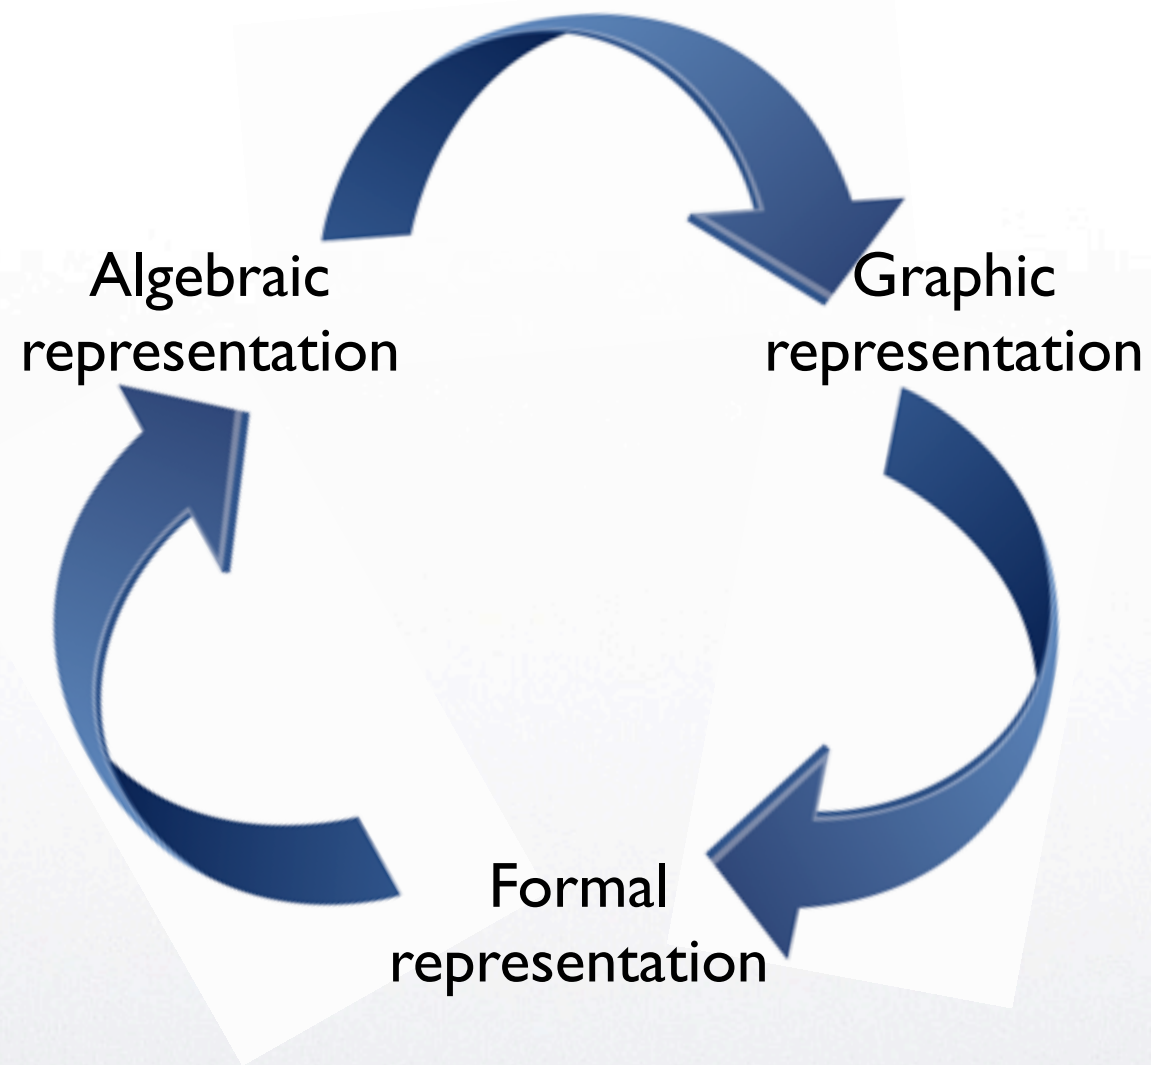 Algebraic
representation
Graphic
representation
Formal
representation